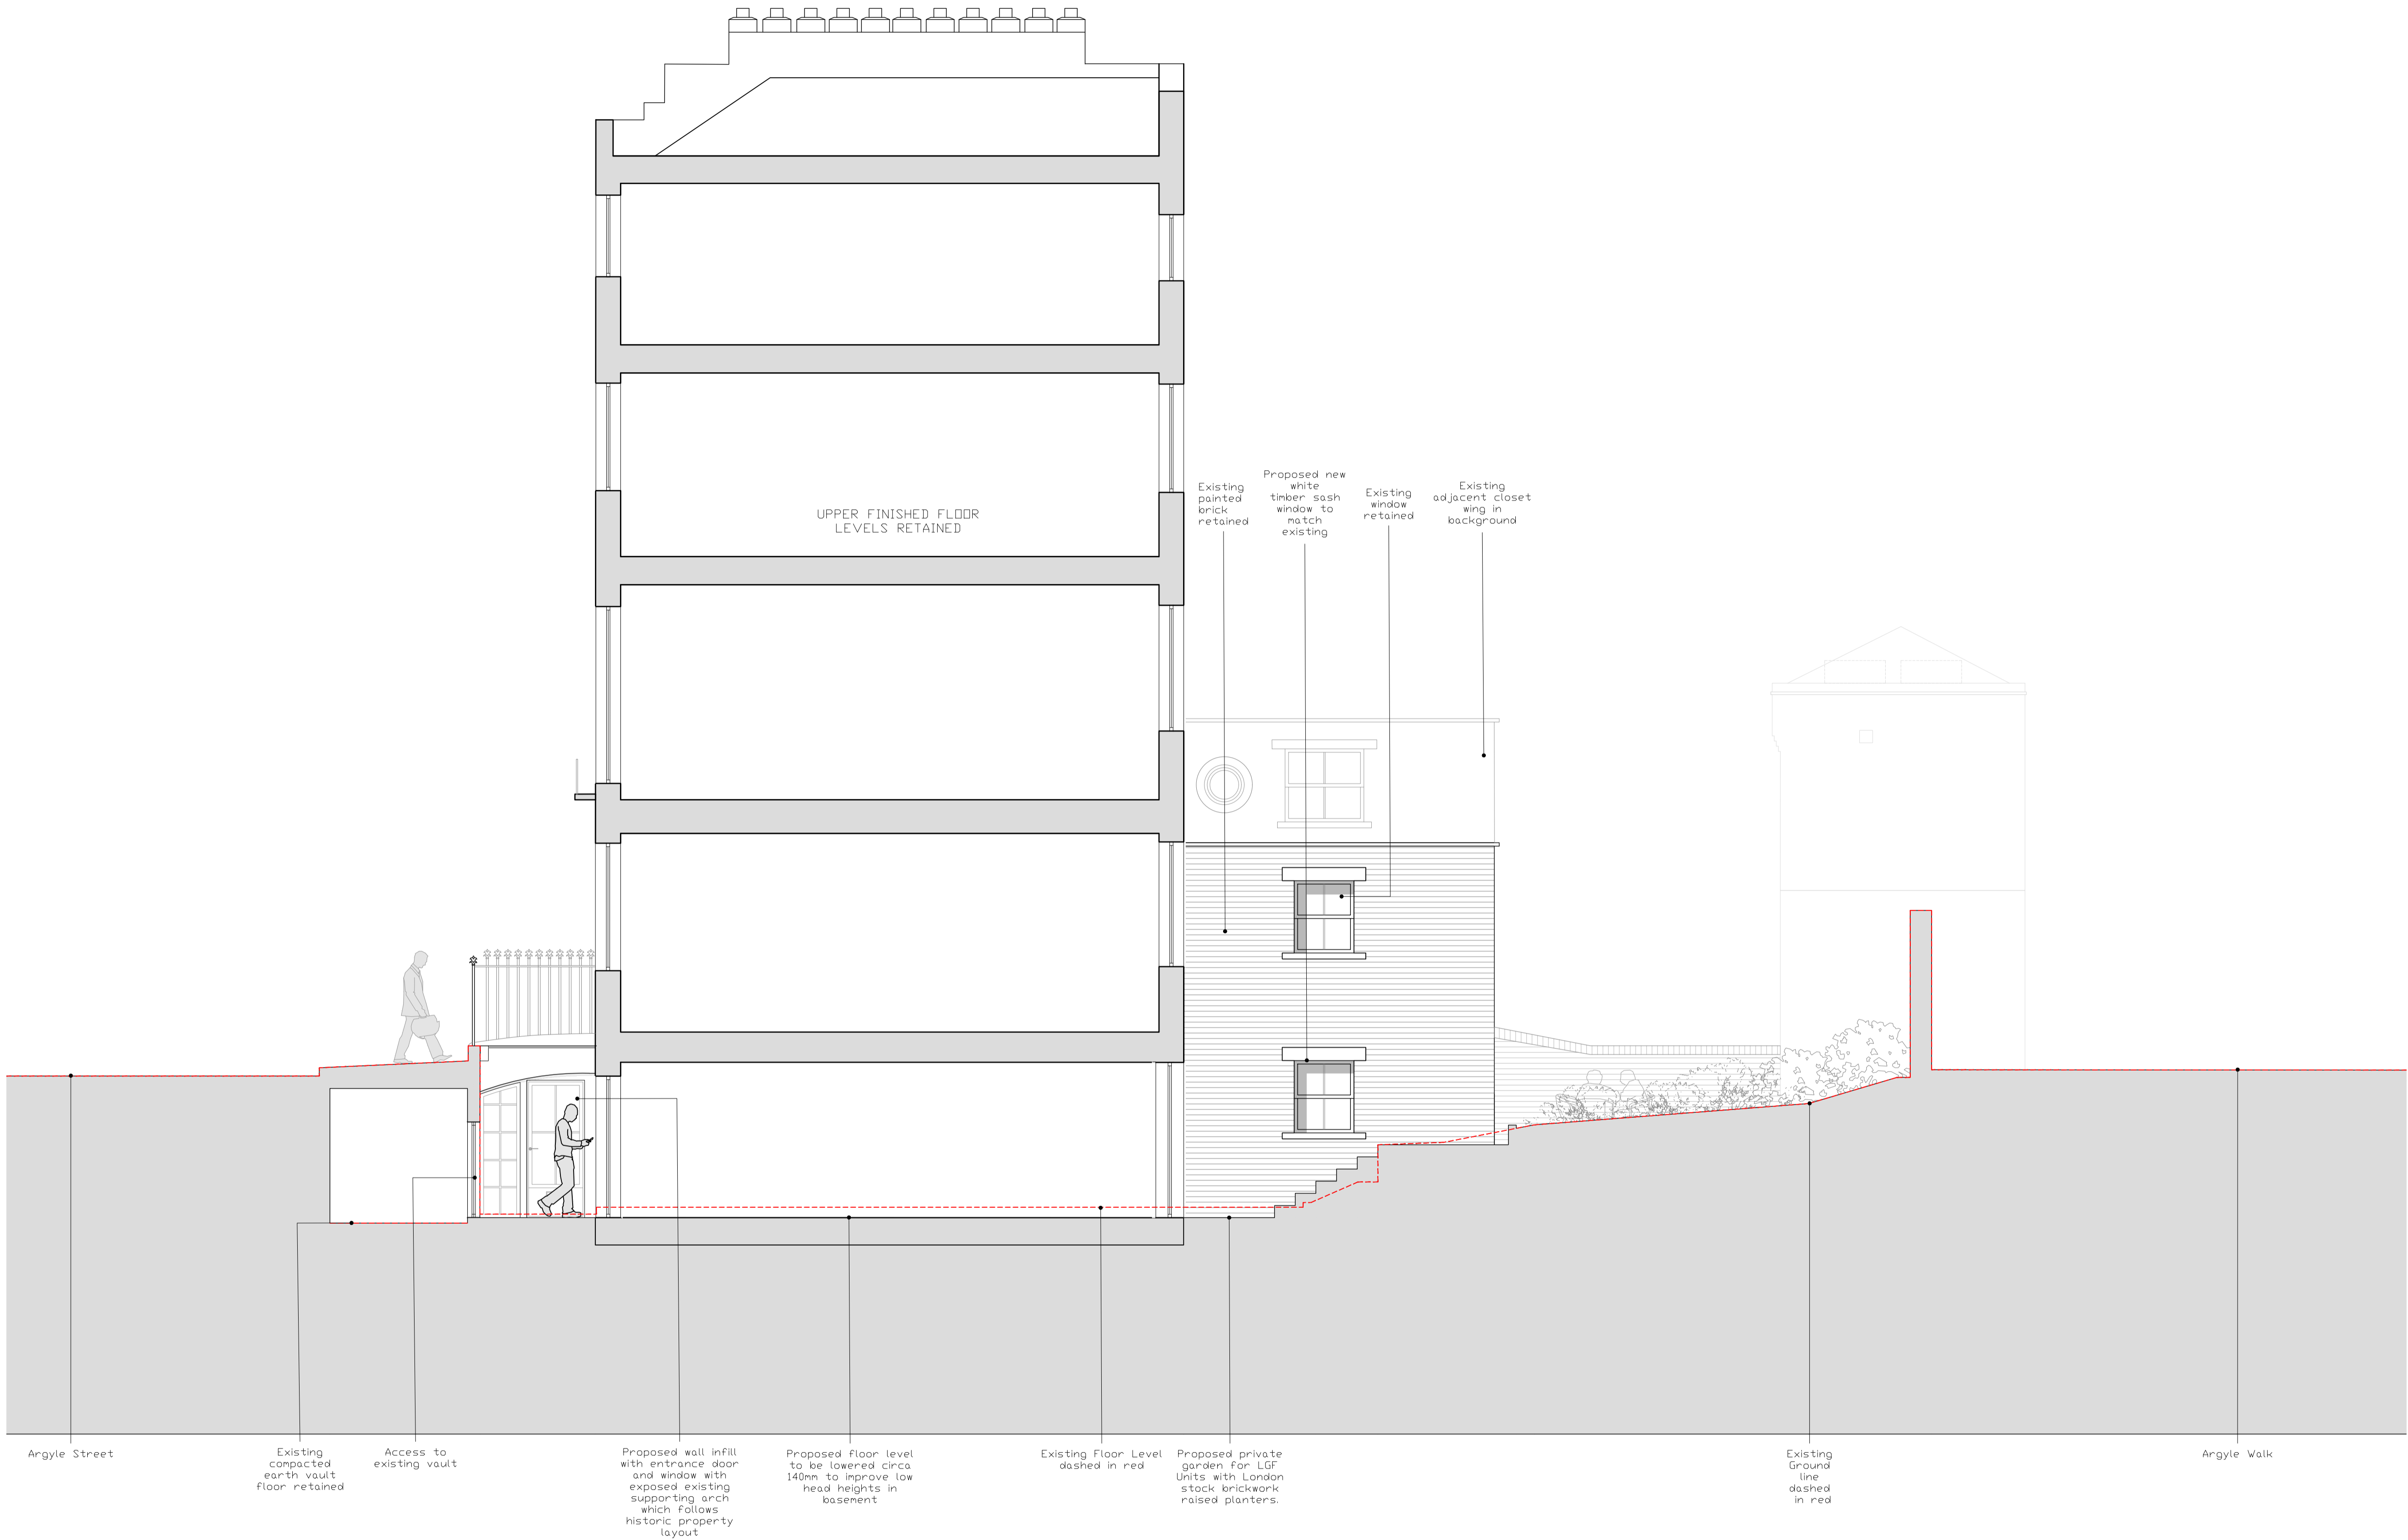 UPPER FINISHED FLOOR
LEVELS RETAINED
Existing
painted
brick
retained
Proposed new
white
timber sash
window to
match
existing
Existing
window
retained
Existing
adjacent closet
wing in
background
Argyle Street
Existing
compacted
earth vault
floor retained
Access to
existing vault
Proposed wall infill
with entrance door
and window with
exposed existing
supporting arch
which follows
historic property
layout
Proposed floor level
to be lowered circa
140mm to improve low
head heights in
basement
Existing Floor Level
dashed in red
Proposed private
garden for LGF
Units with London
stock brickwork
raised planters.
Existing
Ground
line
dashed
in red
Argyle Walk